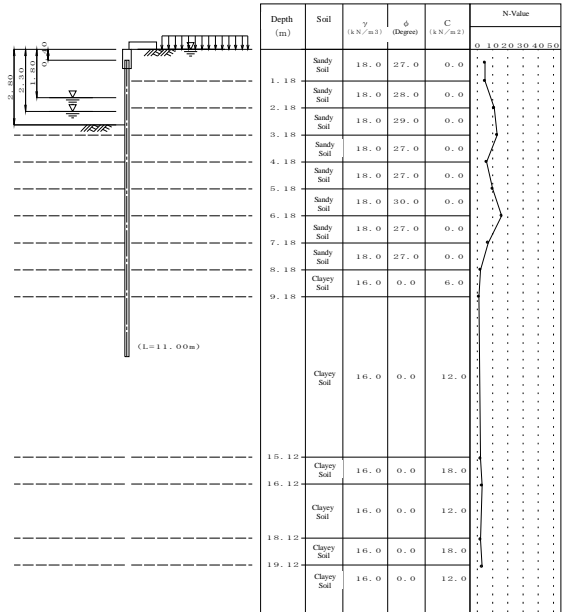 Depth
(m)
Soil
γ
(kN/m3)
φ
(Degree)
C
(kN/m2)
N-Value
0 10 20 30 40 50
0.40
1.80
2.30
2.80
Sandy Soil 18.0 27.0 0.0
1.18
Sandy Soil 18.0 28.0 0.0
2.18
Sandy Soil 18.0 29.0 0.0
3.18
Sandy Soil 18.0 27.0 0.0
4.18
Sandy Soil 18.0 27.0 0.0
5.18
Sandy Soil 18.0 30.0 0.0
6.18
Sandy Soil 18.0 27.0 0.0
7.18
Sandy Soil 18.0 27.0 0.0
8.18
Clayey Soil 16.0 0.0 6.0
9.18
(L=11.00m)
Clayey Soil 16.0 0.0 12.0
15.12
Clayey Soil 16.0 0.0 18.0
16.12
Clayey Soil 16.0 0.0 12.0
18.12
Clayey Soil 16.0 0.0 18.0
19.12
Clayey Soil 16.0 0.0 12.0